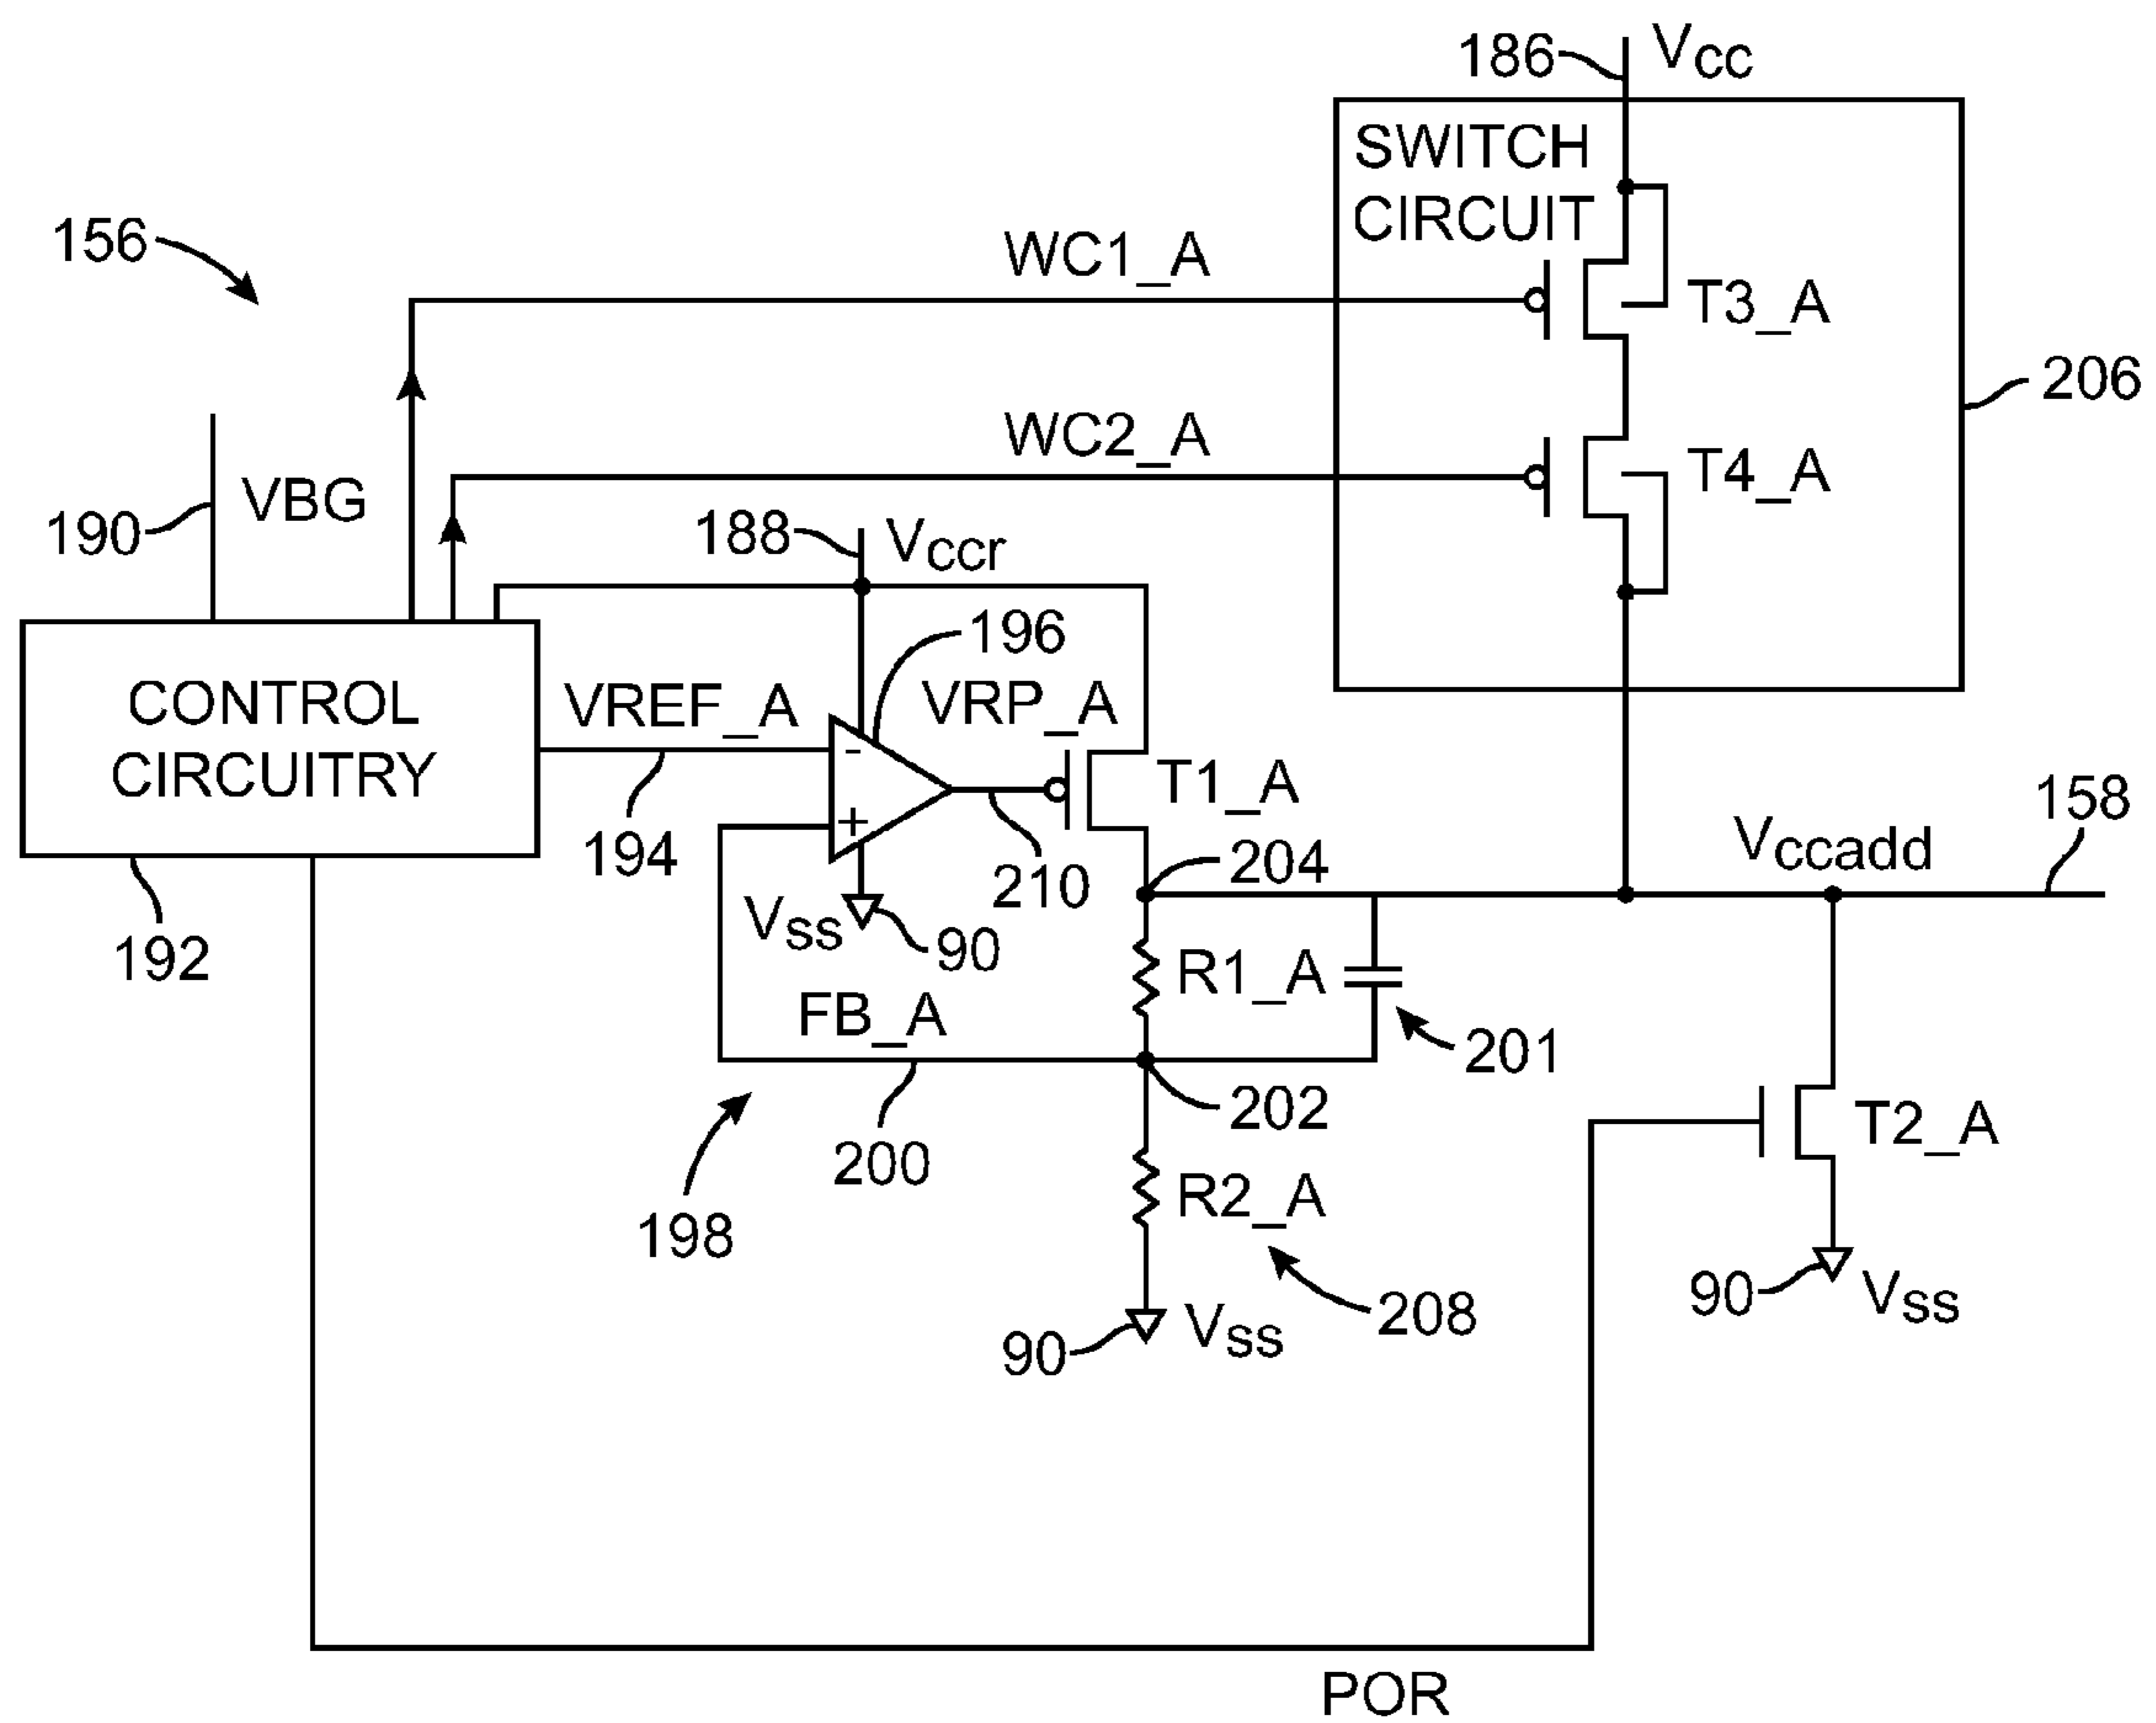 186
VCC
SWITCH
CIRCUIT
156
WC1_A
T3_A
206
WC2_A
T4_A
190
VBG
188
Vccr
196
CONTROL
CIRCUITRY
VREF_A
VRP_A
T1_A
158
194
210
204
Vccadd
192
Vss
90
R1_A
FB_A
201
202
T2_A
200
R2_A
198
208
90
Vss
90
Vss
POR
-
+